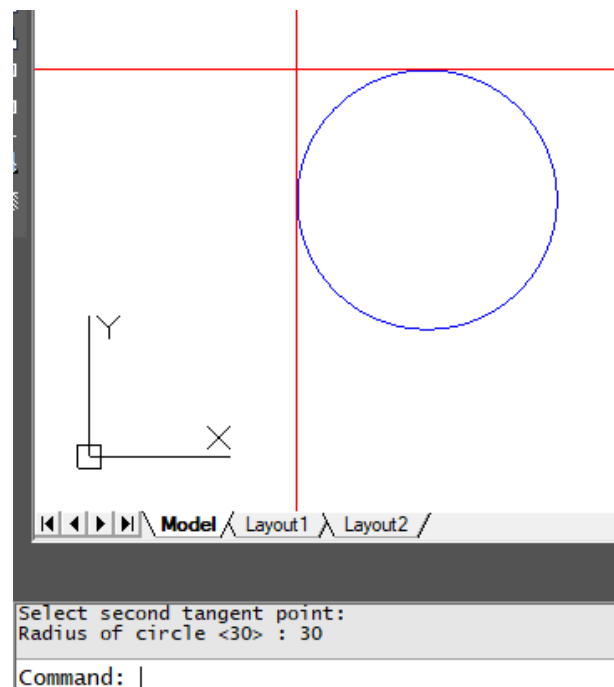 Y
X
Model Layout1 Layout2
Select second tangent point:
Radius of circle <30> : 30
Command: